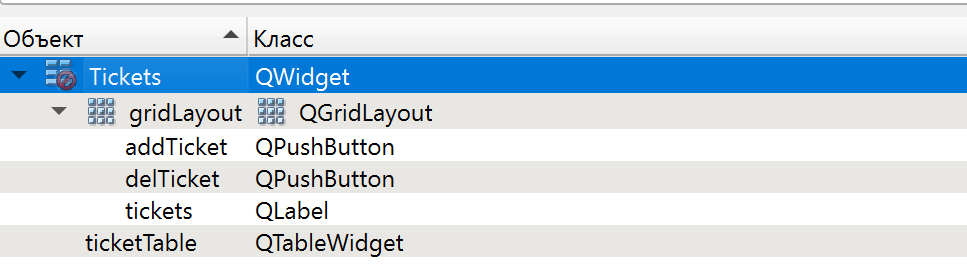 Объект Класс
Tickets QWidget
gridLayout QGridLayout
addTicket QPushButton
delTicket QPushButton
tickets QLabel
ticketTable QTableWidget